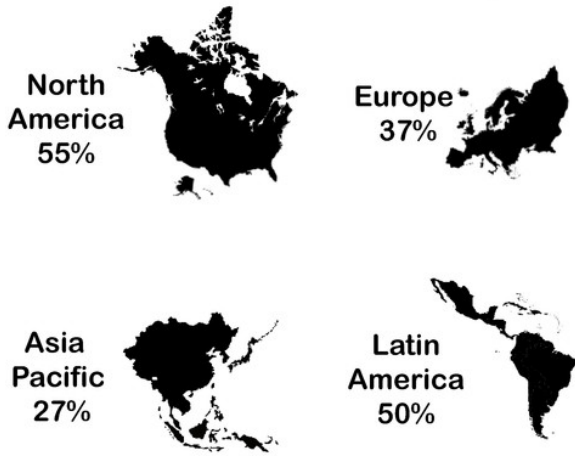 North
America
55%
Europe
37%
Asia
Pacific
27%
Latin
America
50%